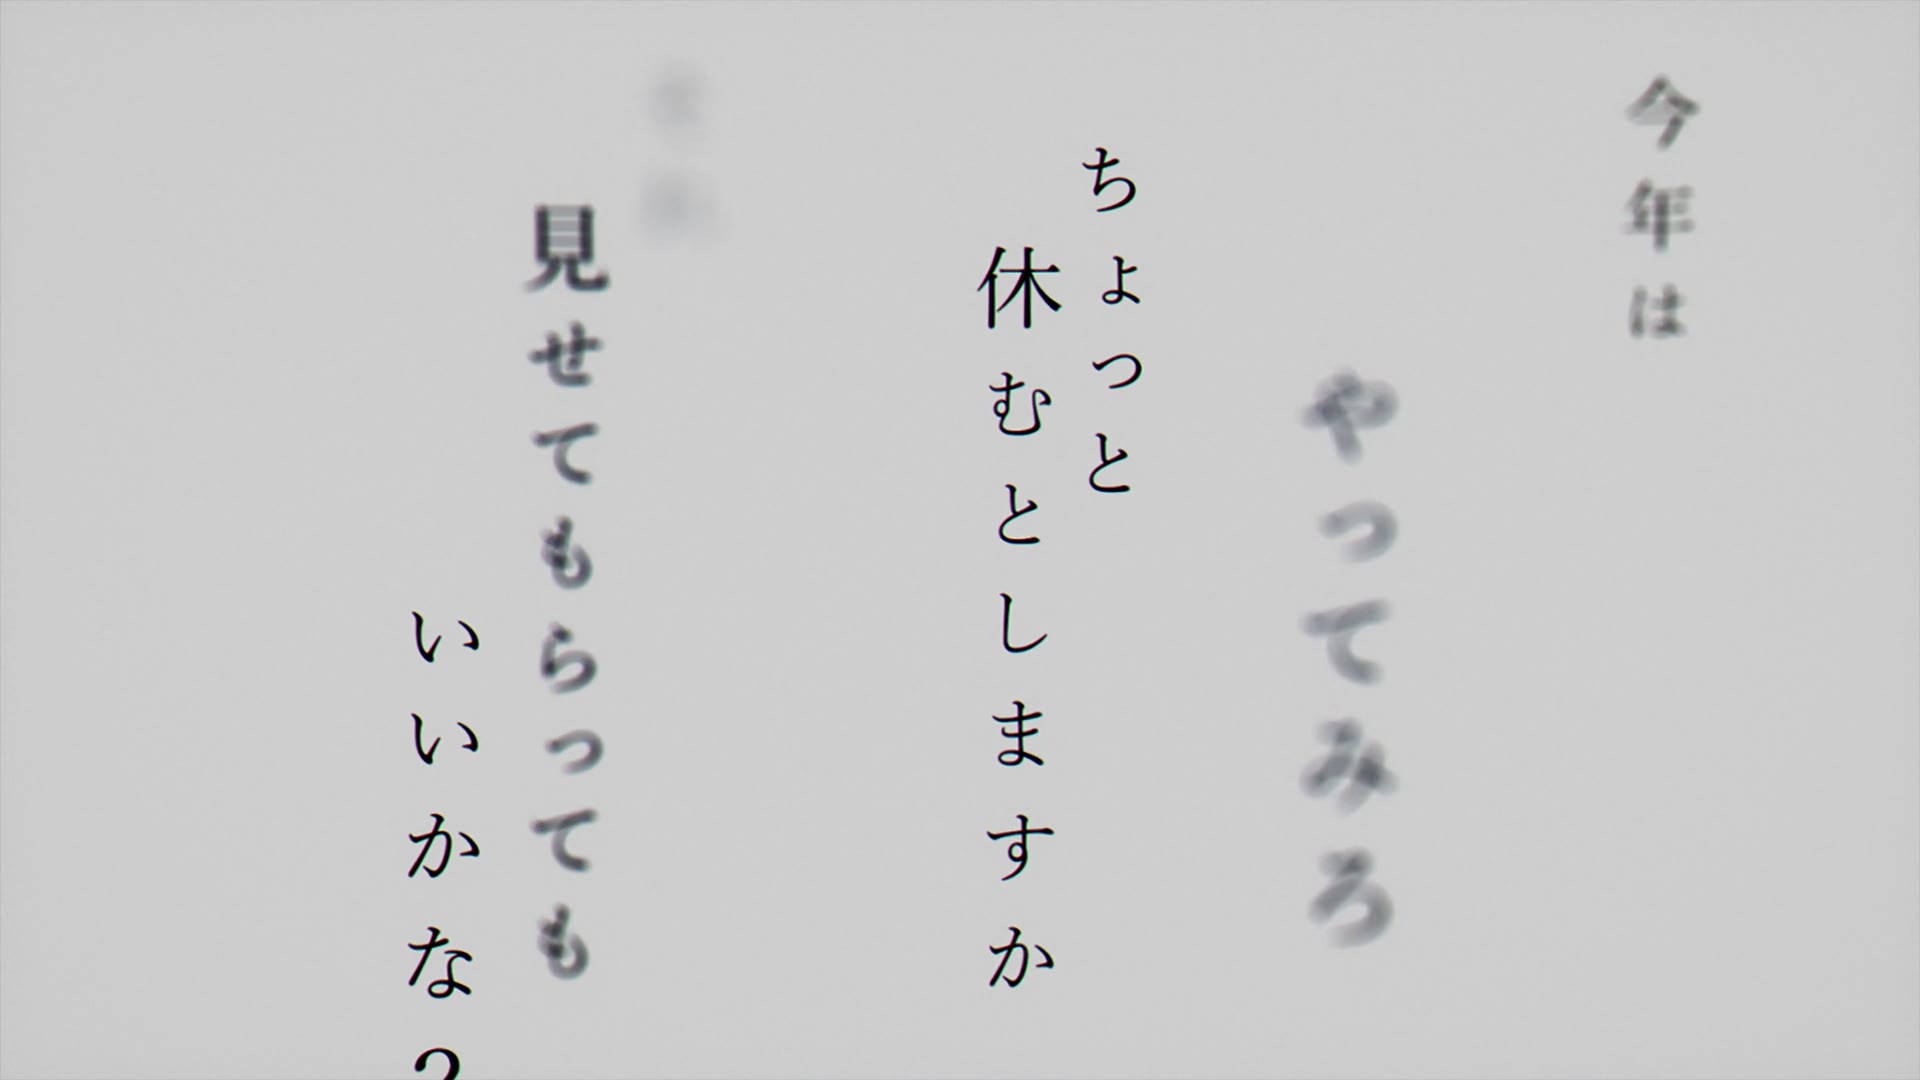 今年は
やってみろ
ちょっと
休むとしますか
見せてもらっても
いいかな？